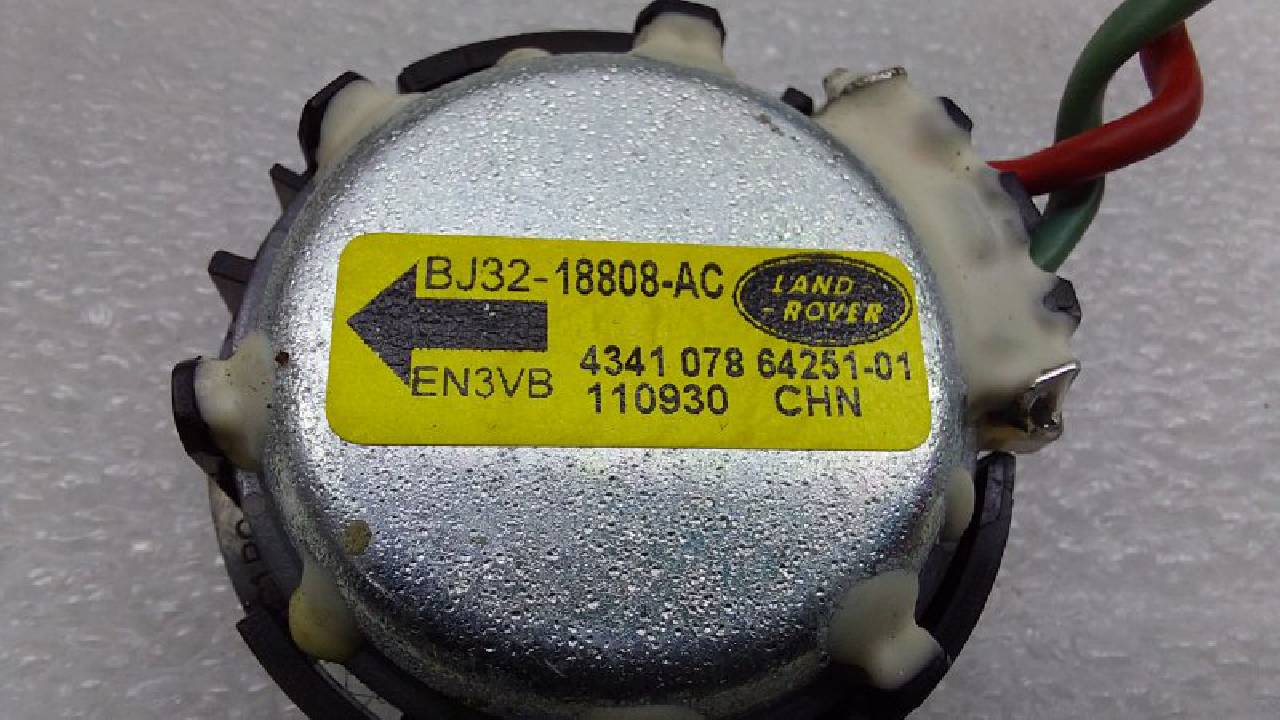 BJ32-18808-AC
LAND
-ROVER
EN3VB
4341 078 64251-01
110930 CHN